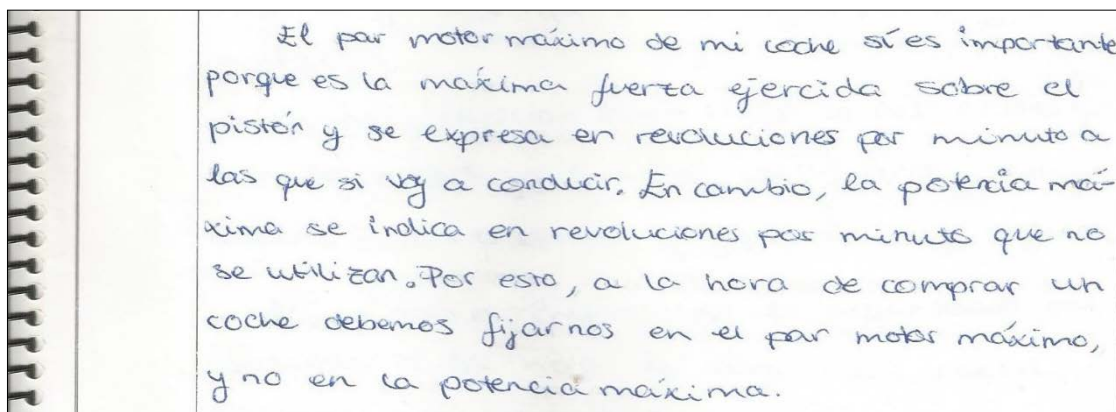 El par motor máximo de mi coche sí es importante
porque es la máxima fuerza ejercida sobre el
pistón y se expresa en revoluciones por minuto a
las que si voy a conducir. En cambio, la potencia má-
xima se indica en revoluciones por minuto que no
se utilizan. Por esto, a la hora de comprar un
coche debemos fijarnos en el par motor máximo,
y no en la potencia máxima.